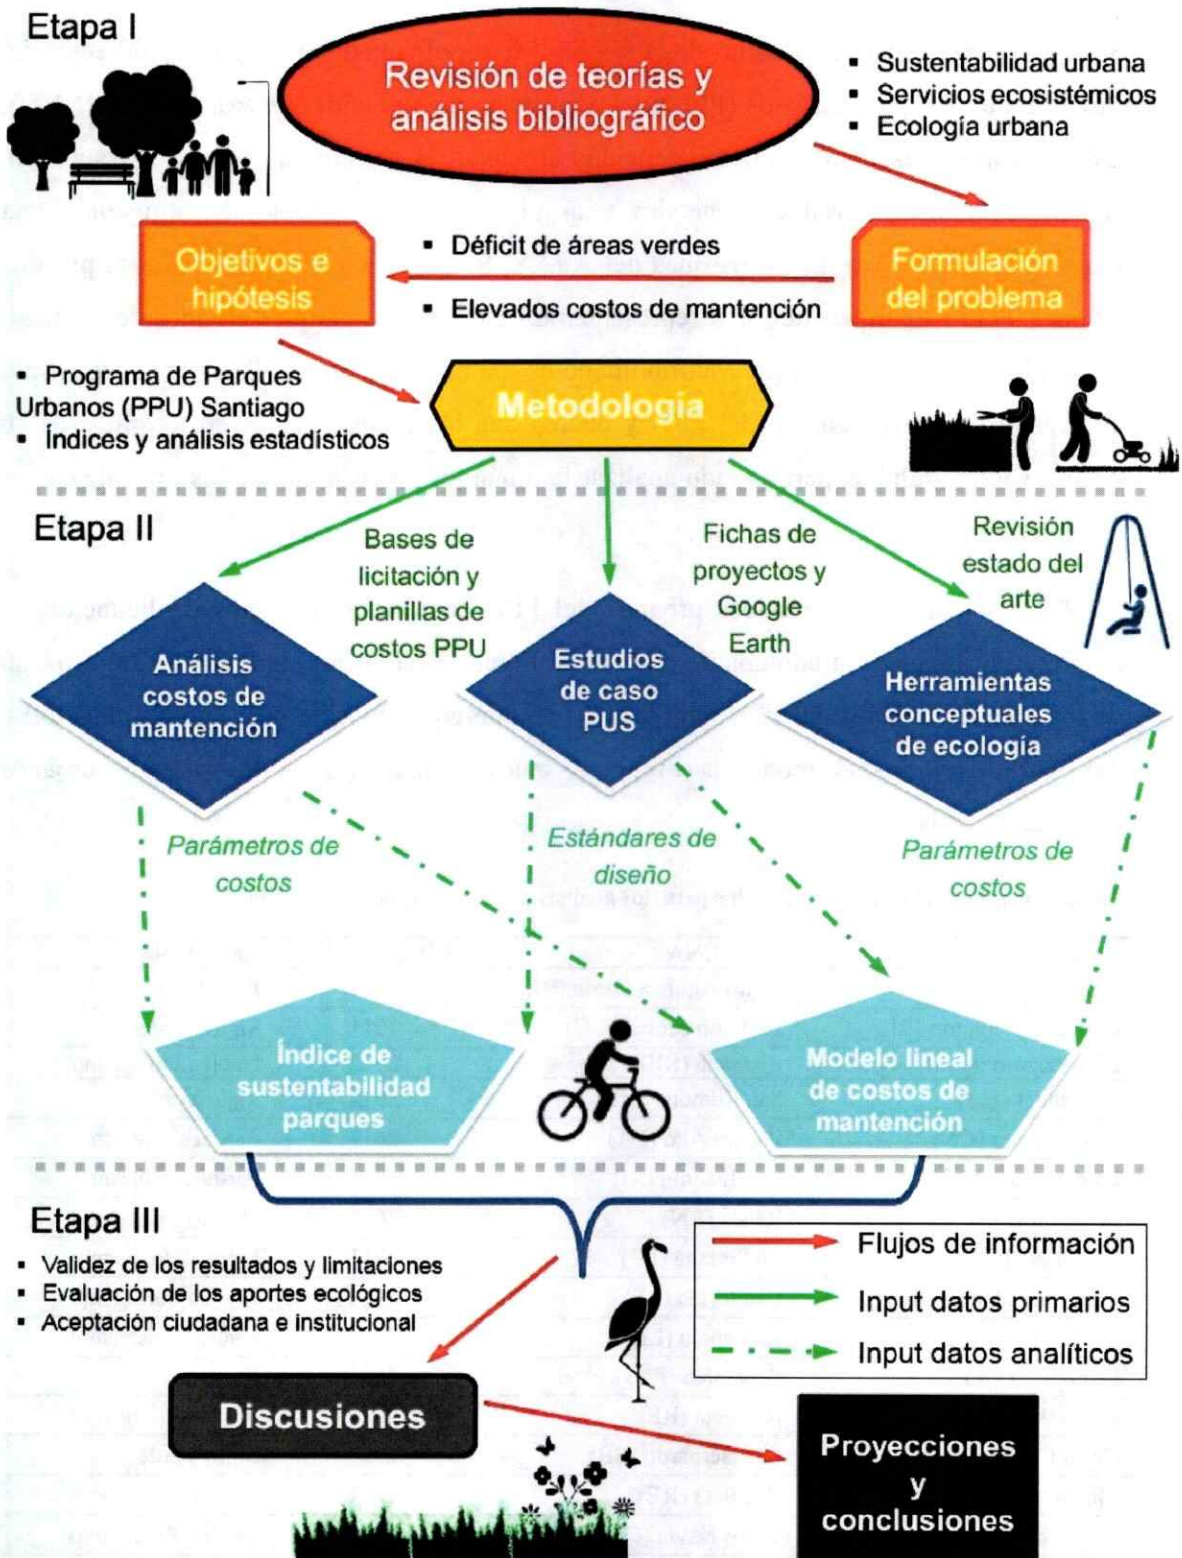 Etapa I
Revisión de teorías y
análisis bibliográfico
▪ Sustentabilidad urbana
▪ Servicios ecosistémicos
▪ Ecología urbana
Objetivos e
hipótesis
▪ Déficit de áreas verdes
▪ Elevados costos de mantención
Formulación
del problema
▪ Programa de Parques
Urbanos (PPU) Santiago
▪ Índices y análisis estadísticos
Metodología
Etapa II
Bases de
licitación y
planillas de
costos PPU
Fichas de
proyectos y
Google
Earth
Revisión
estado del
arte
Análisis
costos de
mantención
Estudios
de caso
PUS
Herramientas
conceptuales
de ecología
Parámetros de
costos
Estándares de
diseño
Parámetros de
costos
Índice de
sustentabilidad
parques
Modelo lineal
de costos de
mantención
Etapa III
▪ Validez de los resultados y limitaciones
▪ Evaluación de los aportes ecológicos
▪ Aceptación ciudadana e institucional
Flujos de información
Input datos primarios
Input datos analíticos
Discusiones
Proyecciones
y
conclusiones